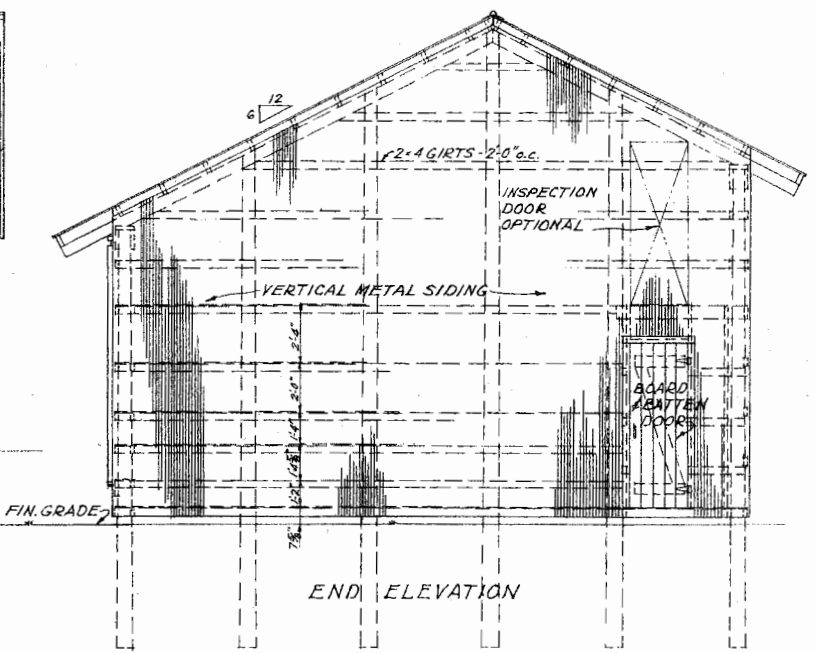 12
6
2×4 GIRTS - 2'-0" o.c.
INSPECTION
DOOR
OPTIONAL
VERTICAL METAL SIDING
2'-4"
2'-0"
1'-4"
BOARD
& BATTEN
DOOR
FIN. GRADE
END ELEVATION